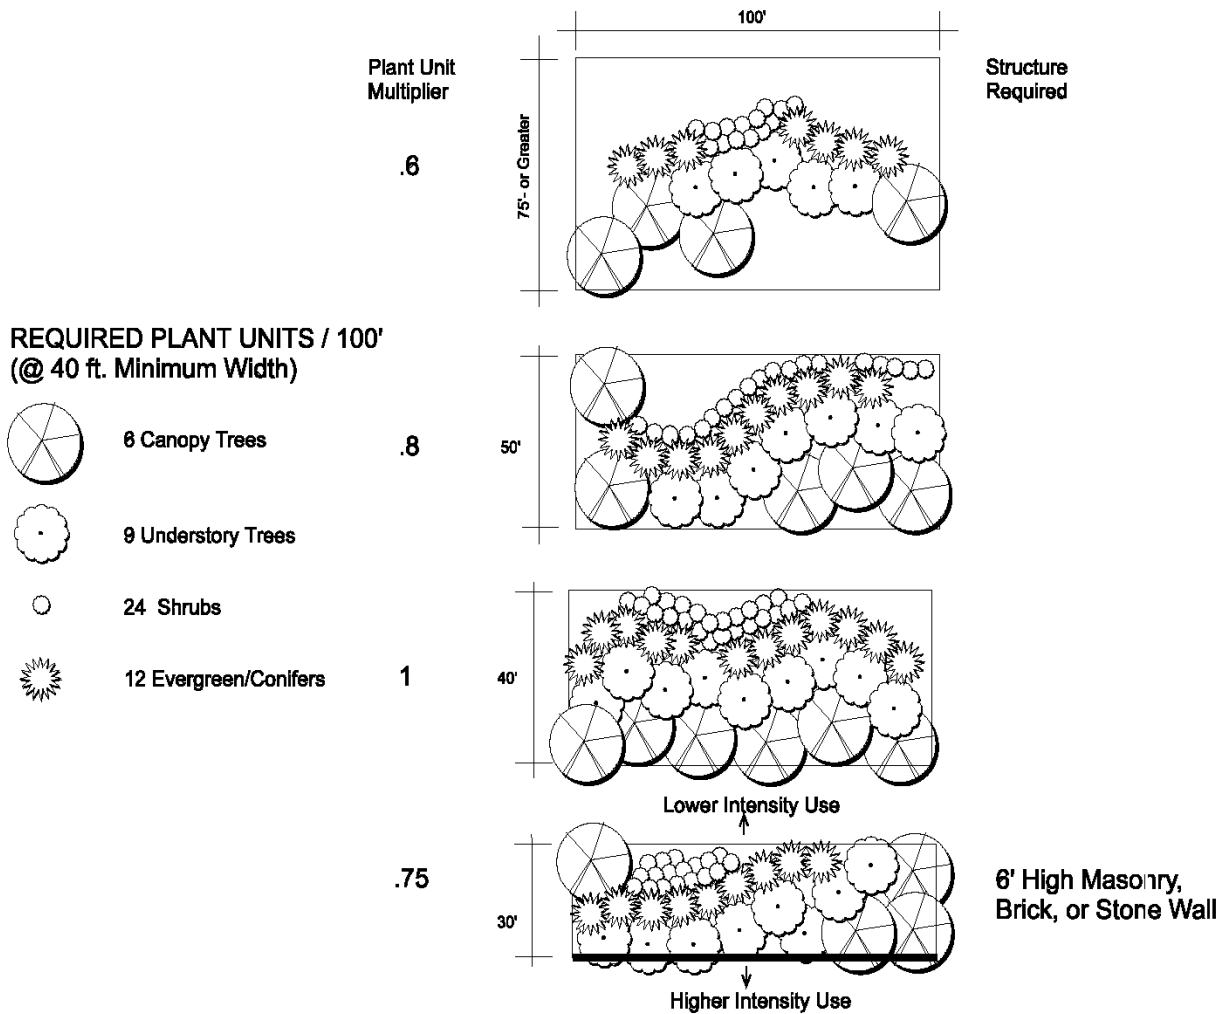 100'
Plant Unit
Multiplier
Structure
Required
75'- or Greater
.6
REQUIRED PLANT UNITS / 100'
(@ 40 ft. Minimum Width)
6 Canopy Trees
.8
50'
9 Understory Trees
24 Shrubs
12 Evergreen/Conifers
1
40'
Lower Intensity Use
.75
6' High Masonry,
Brick, or Stone Wall
30'
Higher Intensity Use